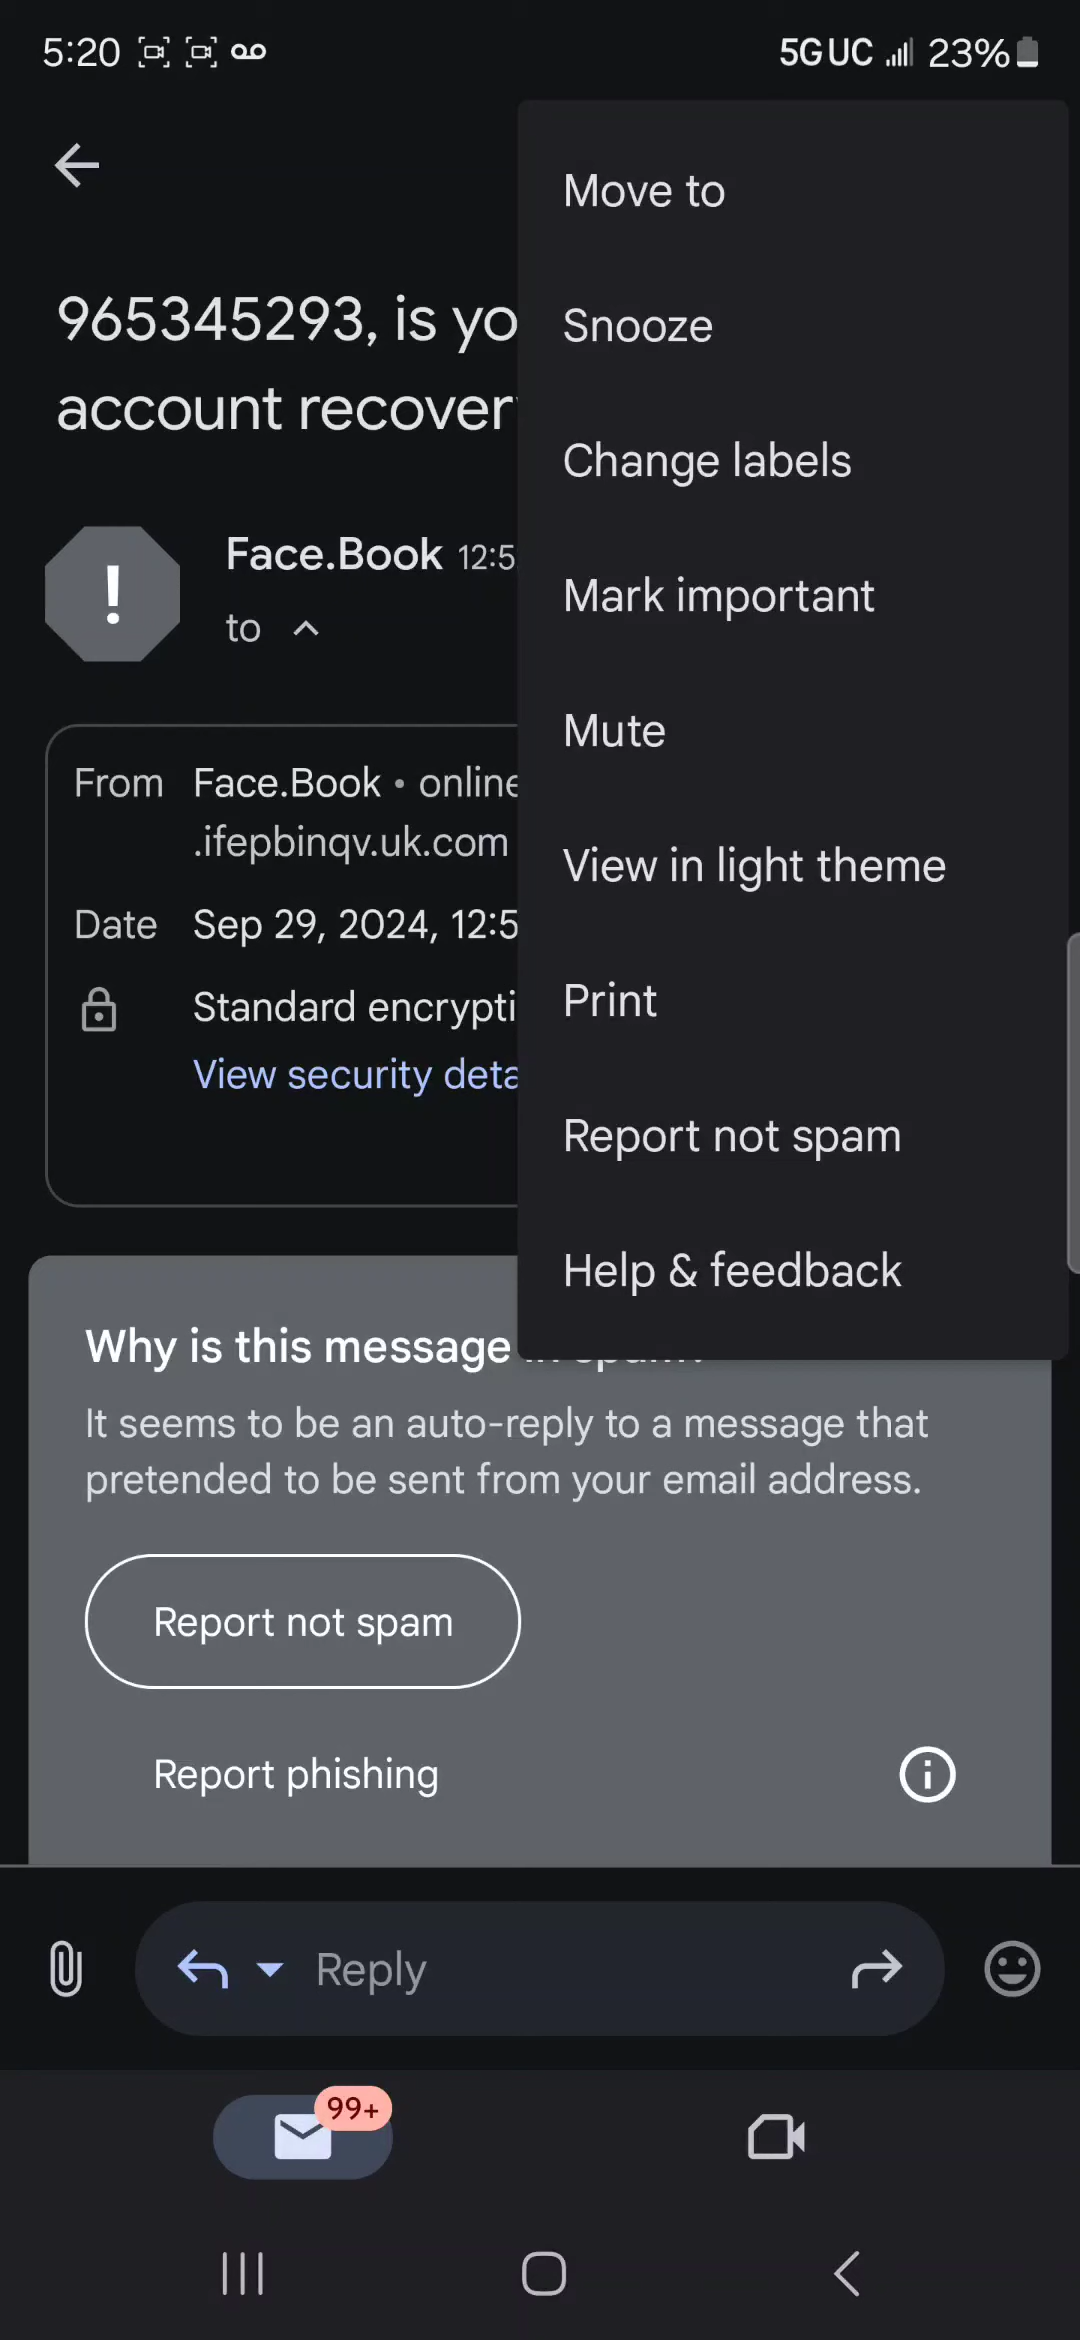 5:20 5G UC 23%
Move to
Snooze
Change labels
Mark important
Mute
View in light theme
Print
Report not spam
Help & feedback
965345293, is yo
account recover
Face.Book 12:5
to
From Face.Book • online
.ifepbinqv.uk.com
Date Sep 29, 2024, 12:5
Standard encrypti
View security deta
Why is this message in spam?
It seems to be an auto-reply to a message that
pretended to be sent from your email address.
Report not spam
Report phishing
Reply
99+